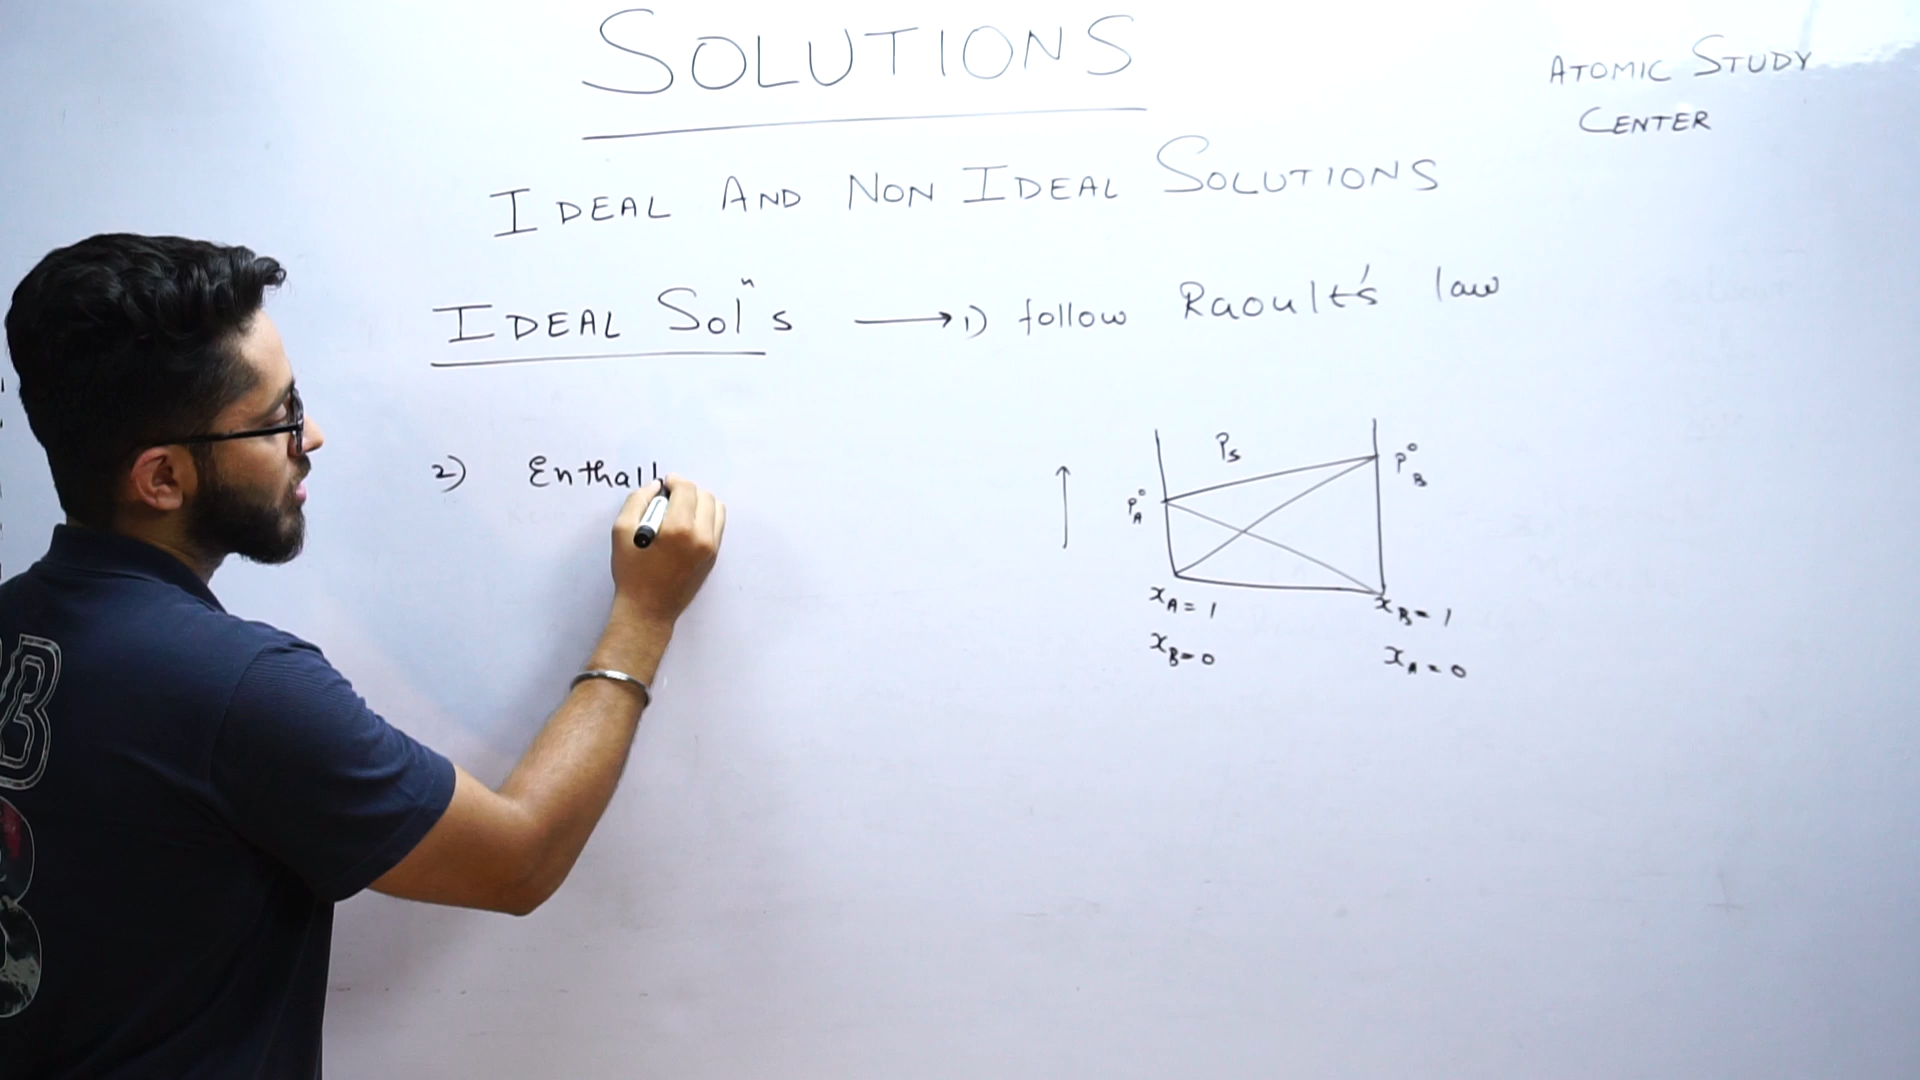 SOLUTIONS
ATOMIC STUDY
CENTER
IDEAL AND NON IDEAL SOLUTIONS
IDEAL Solⁿs → 1) follow Raoult's law
2) Enthal
Ps
P°A
P°B
xA = 1
xB = 1
xB = 0
xA = 0
B